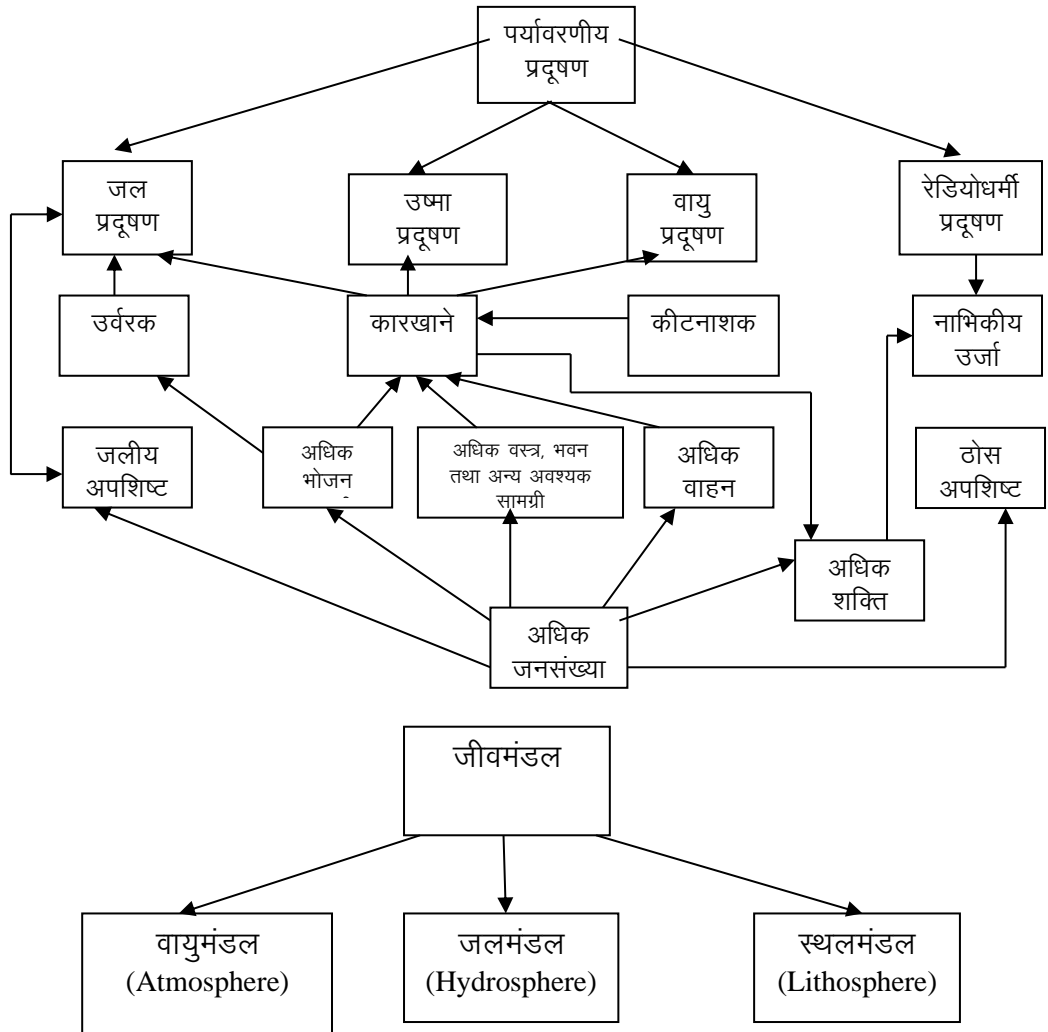 पर्यावरणीय
प्रदूषण
जल
प्रदूषण
उष्मा
प्रदूषण
वायु
प्रदूषण
रेडियोधर्मी
प्रदूषण
उर्वरक
कारखाने
कीटनाशक
नाभिकीय
उर्जा
जलीय
अपशिष्ट
अधिक
भोजन
अधिक वस्त्र, भवन
तथा अन्य अवश्यक
सामग्री
अधिक
वाहन
ठोस
अपशिष्ट
अधिक
शक्ति
अधिक
जनसंख्या
जीवमंडल
वायुमंडल
(Atmosphere)
जलमंडल
(Hydrosphere)
स्थलमंडल
(Lithosphere)